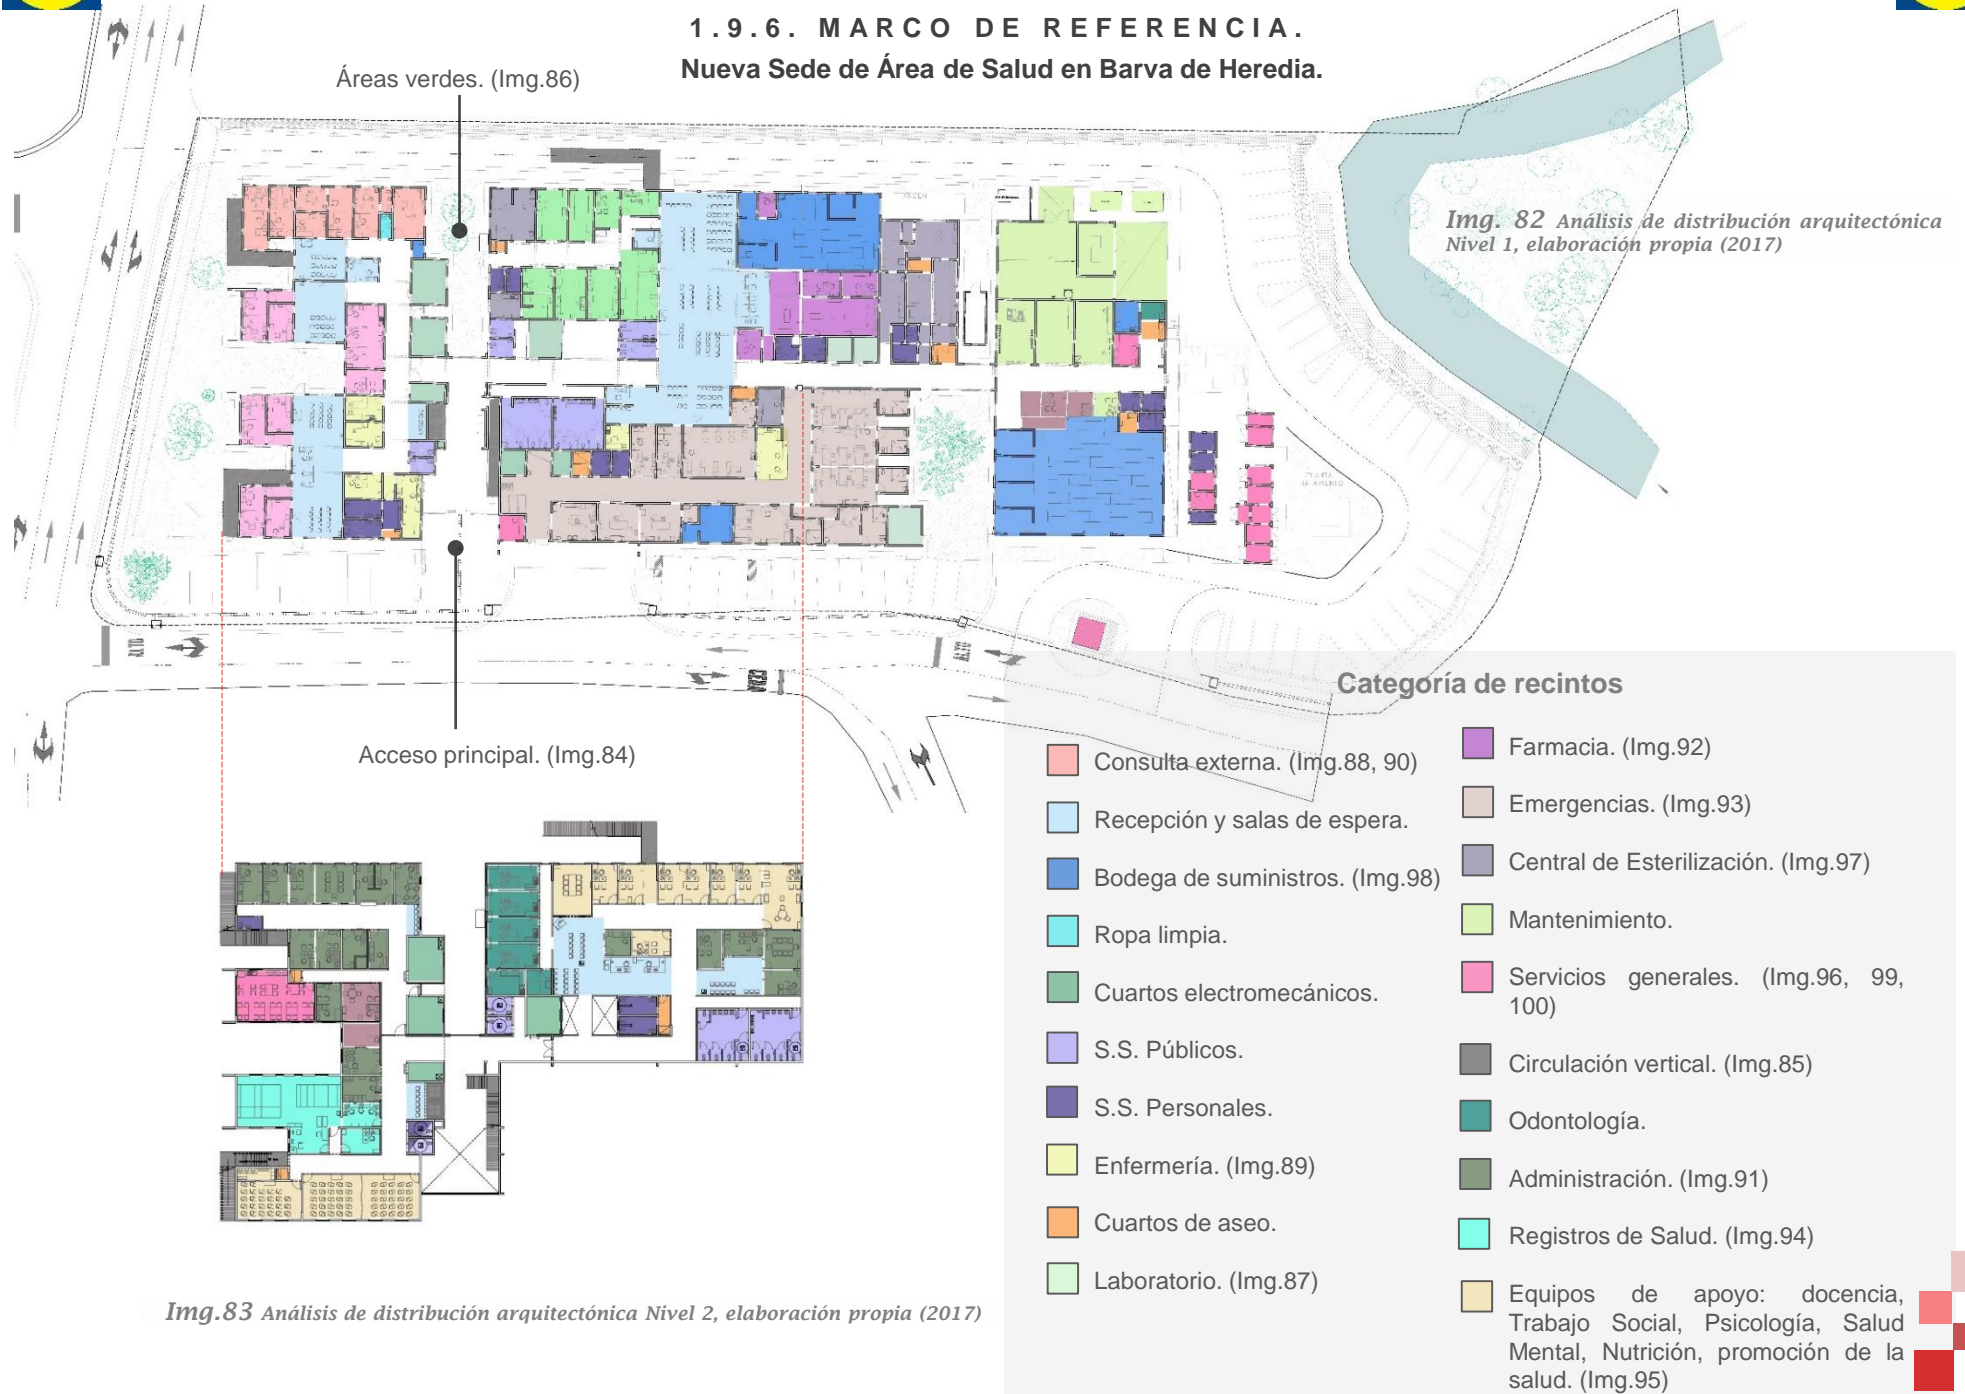 1.9.6. MARCO DE REFERENCIA.
Nueva Sede de Área de Salud en Barva de Heredia.
Áreas verdes. (Img.86)
Img. 82 Análisis de distribución arquitectónica
Nivel 1, elaboración propia (2017)
Acceso principal. (Img.84)
Categoría de recintos
Consulta externa. (Img.88, 90)
Recepción y salas de espera.
Bodega de suministros. (Img.98)
Ropa limpia.
Cuartos electromecánicos.
S.S. Públicos.
S.S. Personales.
Enfermería. (Img.89)
Cuartos de aseo.
Laboratorio. (Img.87)
Farmacia. (Img.92)
Emergencias. (Img.93)
Central de Esterilización. (Img.97)
Mantenimiento.
Servicios generales. (Img.96, 99,
100)
Circulación vertical. (Img.85)
Odontología.
Administración. (Img.91)
Registros de Salud. (Img.94)
Equipos de apoyo: docencia,
Trabajo Social, Psicología, Salud
Mental, Nutrición, promoción de la
salud. (Img.95)
Img.83 Análisis de distribución arquitectónica Nivel 2, elaboración propia (2017)